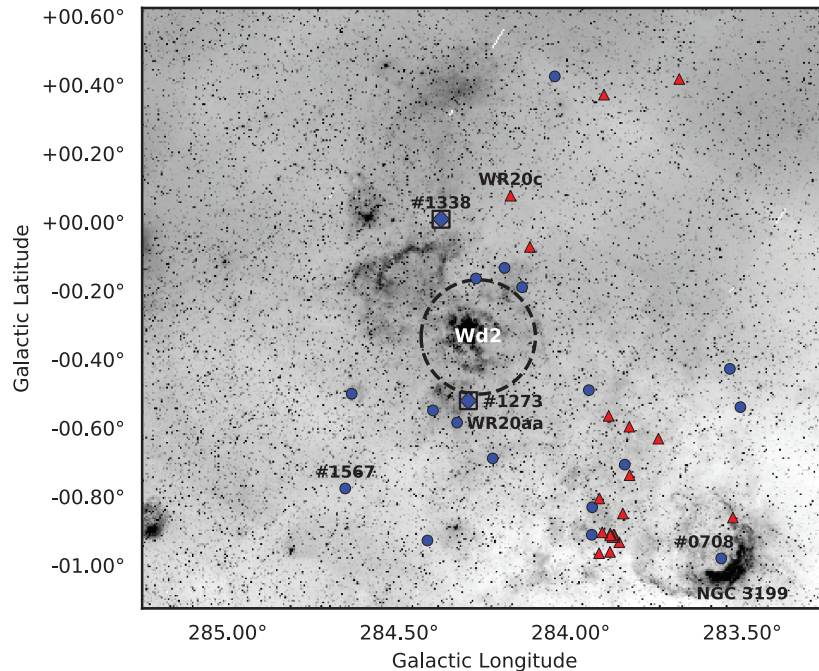 +00.60°
+00.40°
+00.20°
+00.00°
-00.20°
-00.40°
-00.60°
-00.80°
-01.00°
Galactic Latitude
WR20c
#1338
Wd2
#1273
WR20aa
#1567
#0708
NGC 3199
285.00° 284.50° 284.00° 283.50°
Galactic Longitude